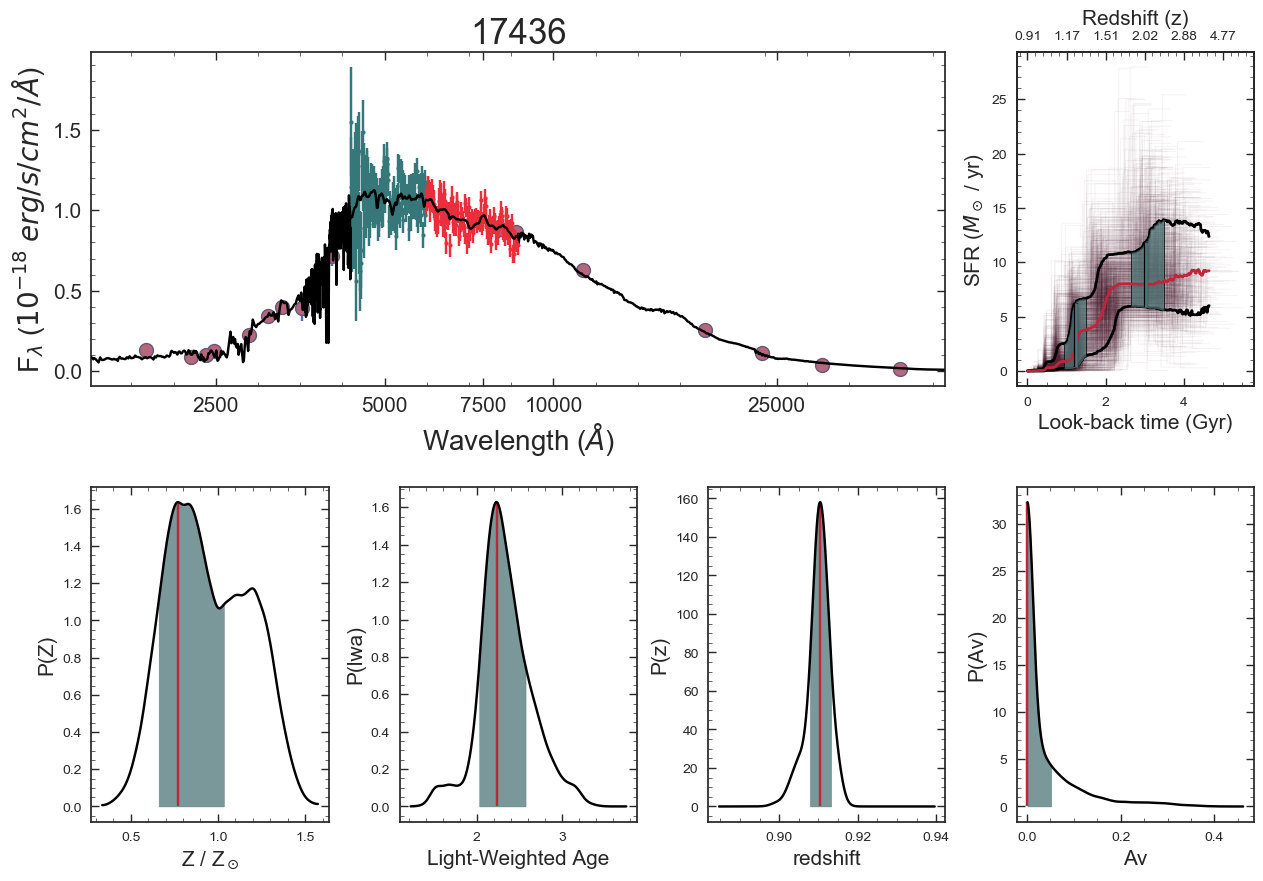 17436
F_λ (10^{-18} erg/s/cm^2/Å)
0.0
0.5
1.0
1.5
2500
5000
7500
10000
25000
Wavelength (Å)
Redshift (z)
0.91 1.17 1.51 2.02 2.88 4.77
SFR (M_⊙ / yr)
25
20
15
10
5
0
0 2 4
Look-back time (Gyr)
P(Z)
1.6
1.4
1.2
1.0
0.8
0.6
0.4
0.2
0.0
0.5 1.0 1.5
Z / Z_⊙
P(lwa)
1.6
1.4
1.2
1.0
0.8
0.6
0.4
0.2
0.0
2 3
Light-Weighted Age
P(z)
160
140
120
100
80
60
40
20
0
0.90 0.92 0.94
redshift
P(Av)
30
25
20
15
10
5
0
0.0 0.2 0.4
Av